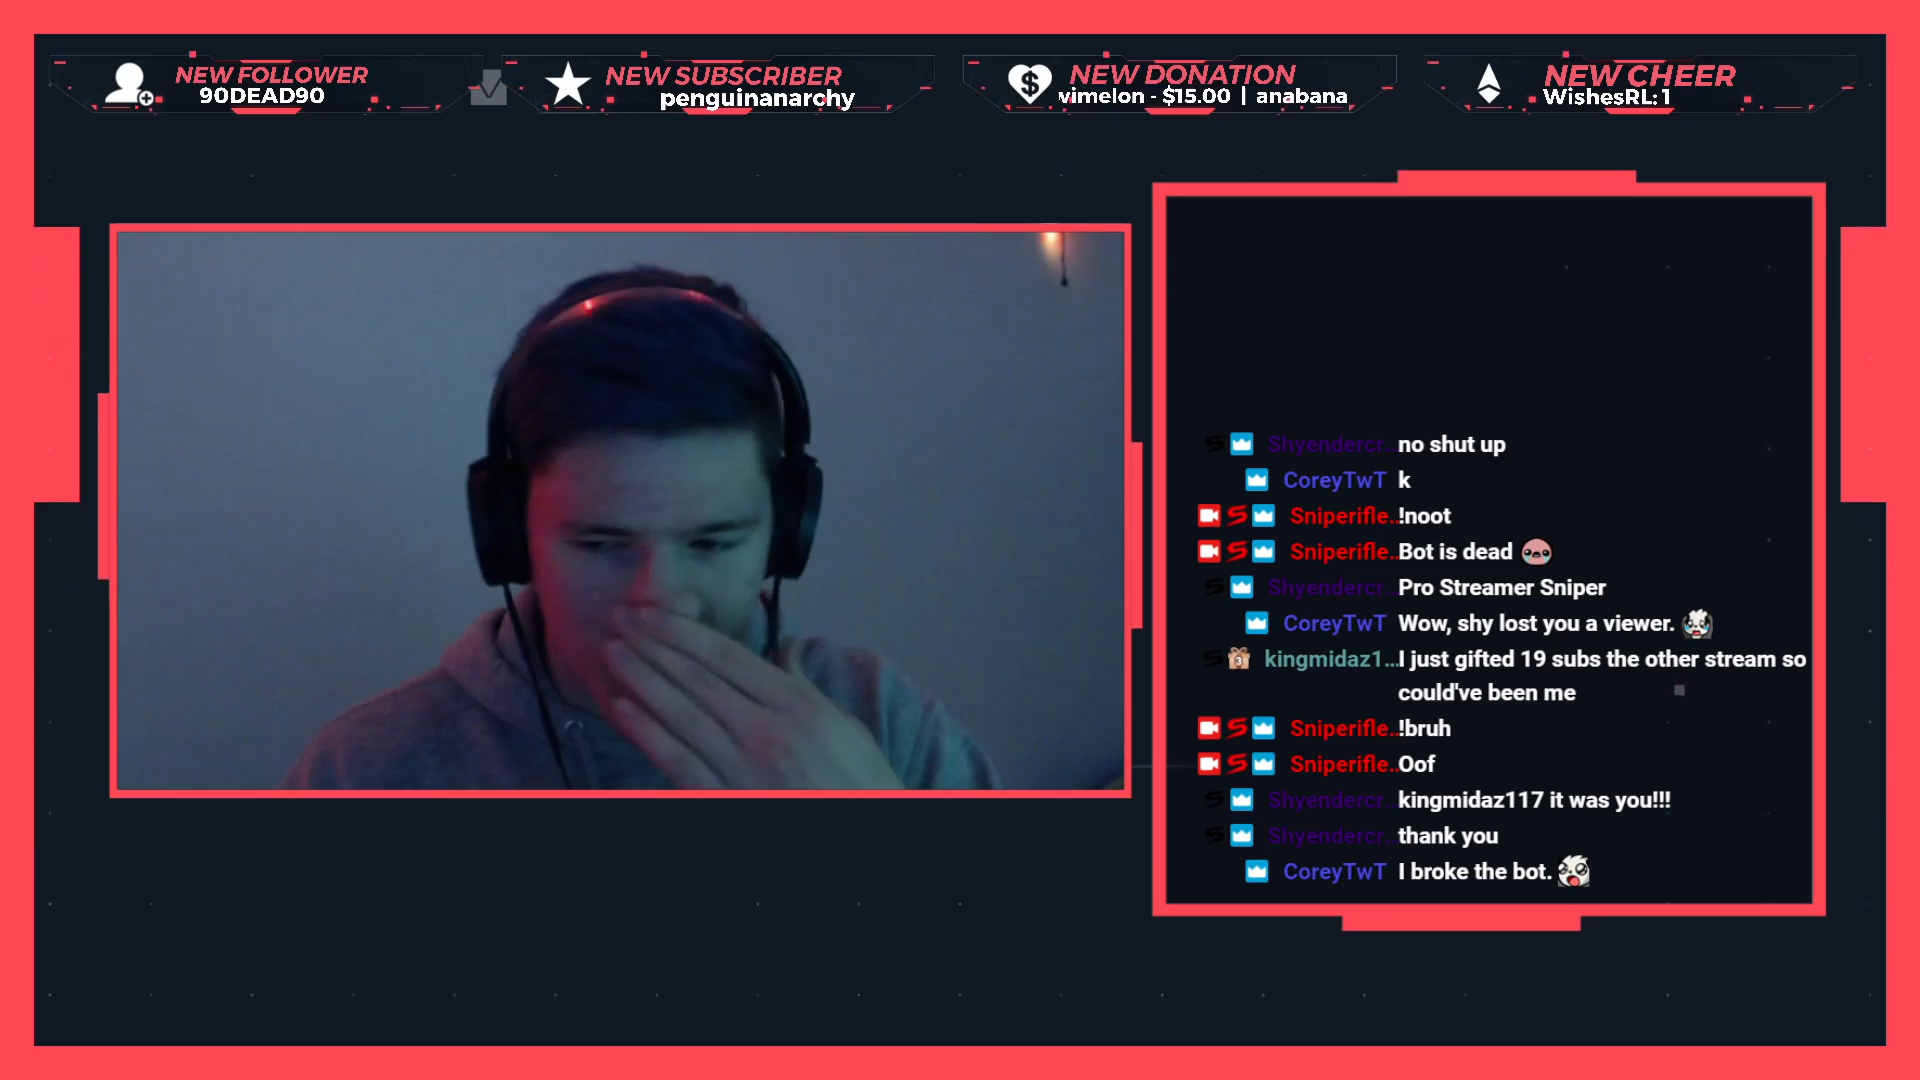 NEW FOLLOWER
90DEAD90
NEW SUBSCRIBER
penguinanarchy
NEW DONATION
vimelon - $15.00 | anabana
NEW CHEER
WishesRL: 1
Shyendercr... no shut up
CoreyTwT k
Sniperifle... !noot
Sniperifle... Bot is dead
Shyendercr... Pro Streamer Sniper
CoreyTwT Wow, shy lost you a viewer.
kingmidaz1... I just gifted 19 subs the other stream so
could've been me
Sniperifle... !bruh
Sniperifle... Oof
Shyendercr... kingmidaz117 it was you!!!
Shyendercr... thank you
CoreyTwT I broke the bot.